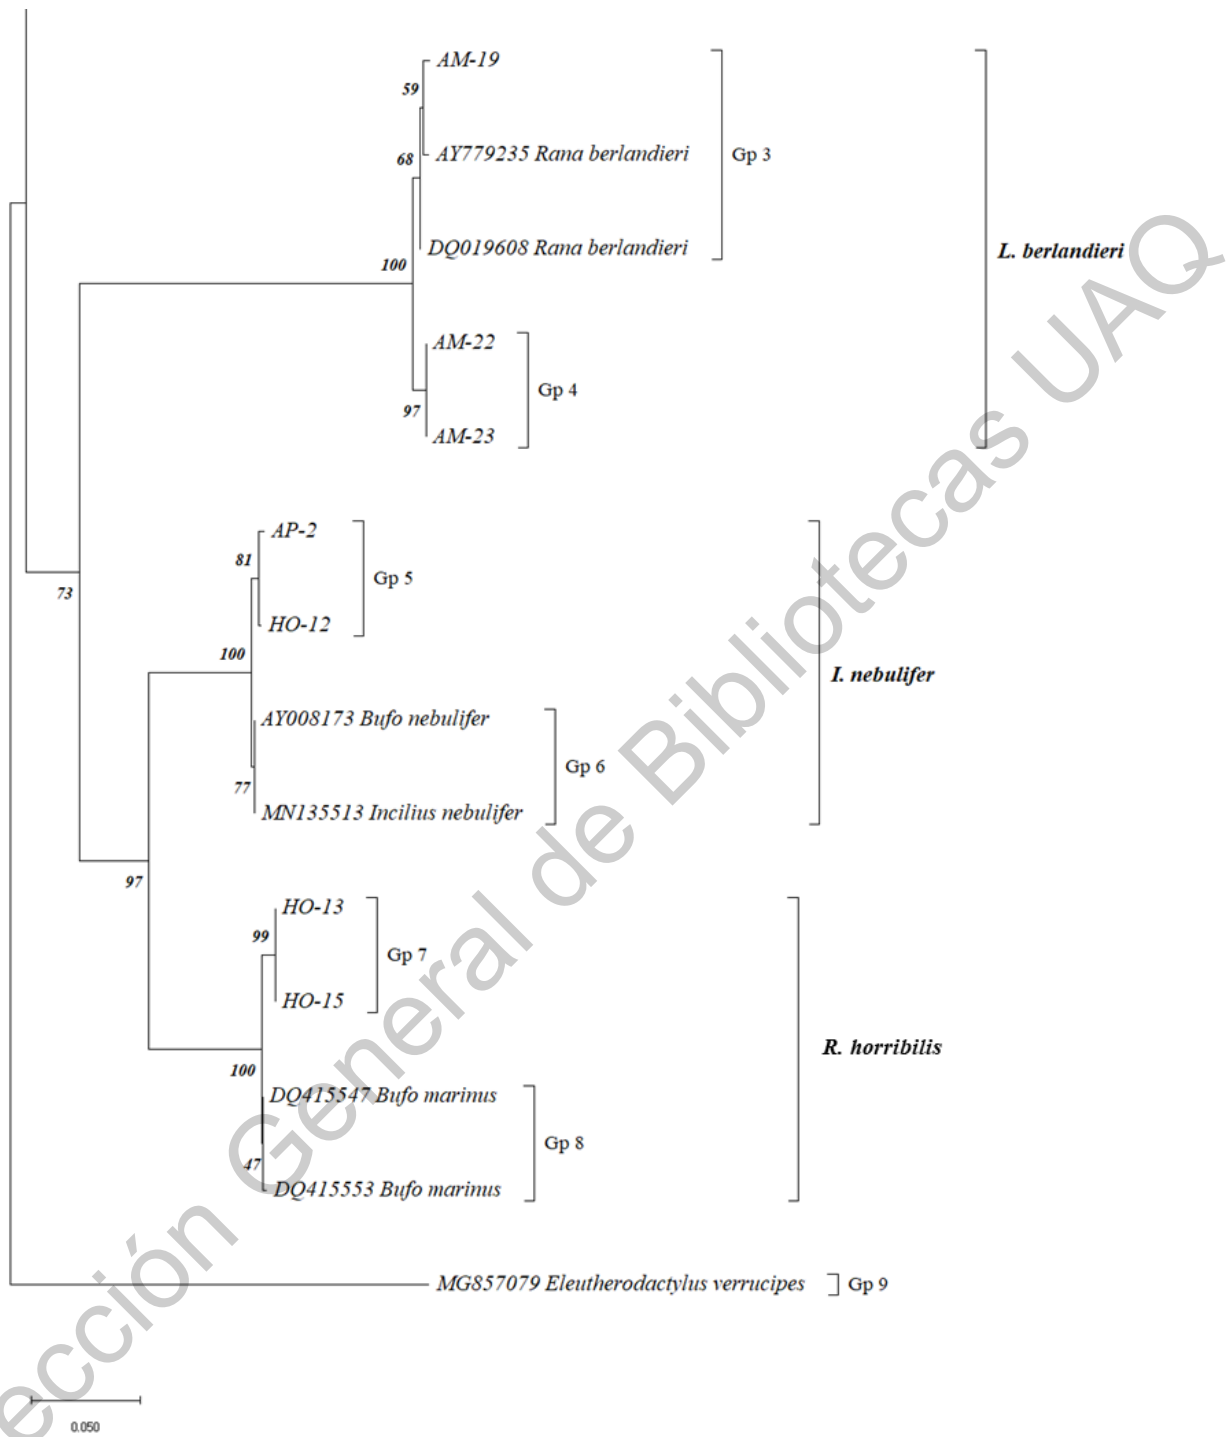 AM-19
59
AY779235 Rana berlandieri
Gp 3
68
DQ019608 Rana berlandieri
L. berlandieri
100
AM-22
Gp 4
97
AM-23
AP-2
81
Gp 5
73
HO-12
100
I. nebulifer
AY008173 Bufo nebulifer
Gp 6
77
MN135513 Incilius nebulifer
97
HO-13
99
Gp 7
HO-15
R. horribilis
100
DQ415547 Bufo marinus
Gp 8
47
DQ415553 Bufo marinus
MG857079 Eleutherodactylus verrucipes
Gp 9
0.050
ección General de Bibliotecas UAQ